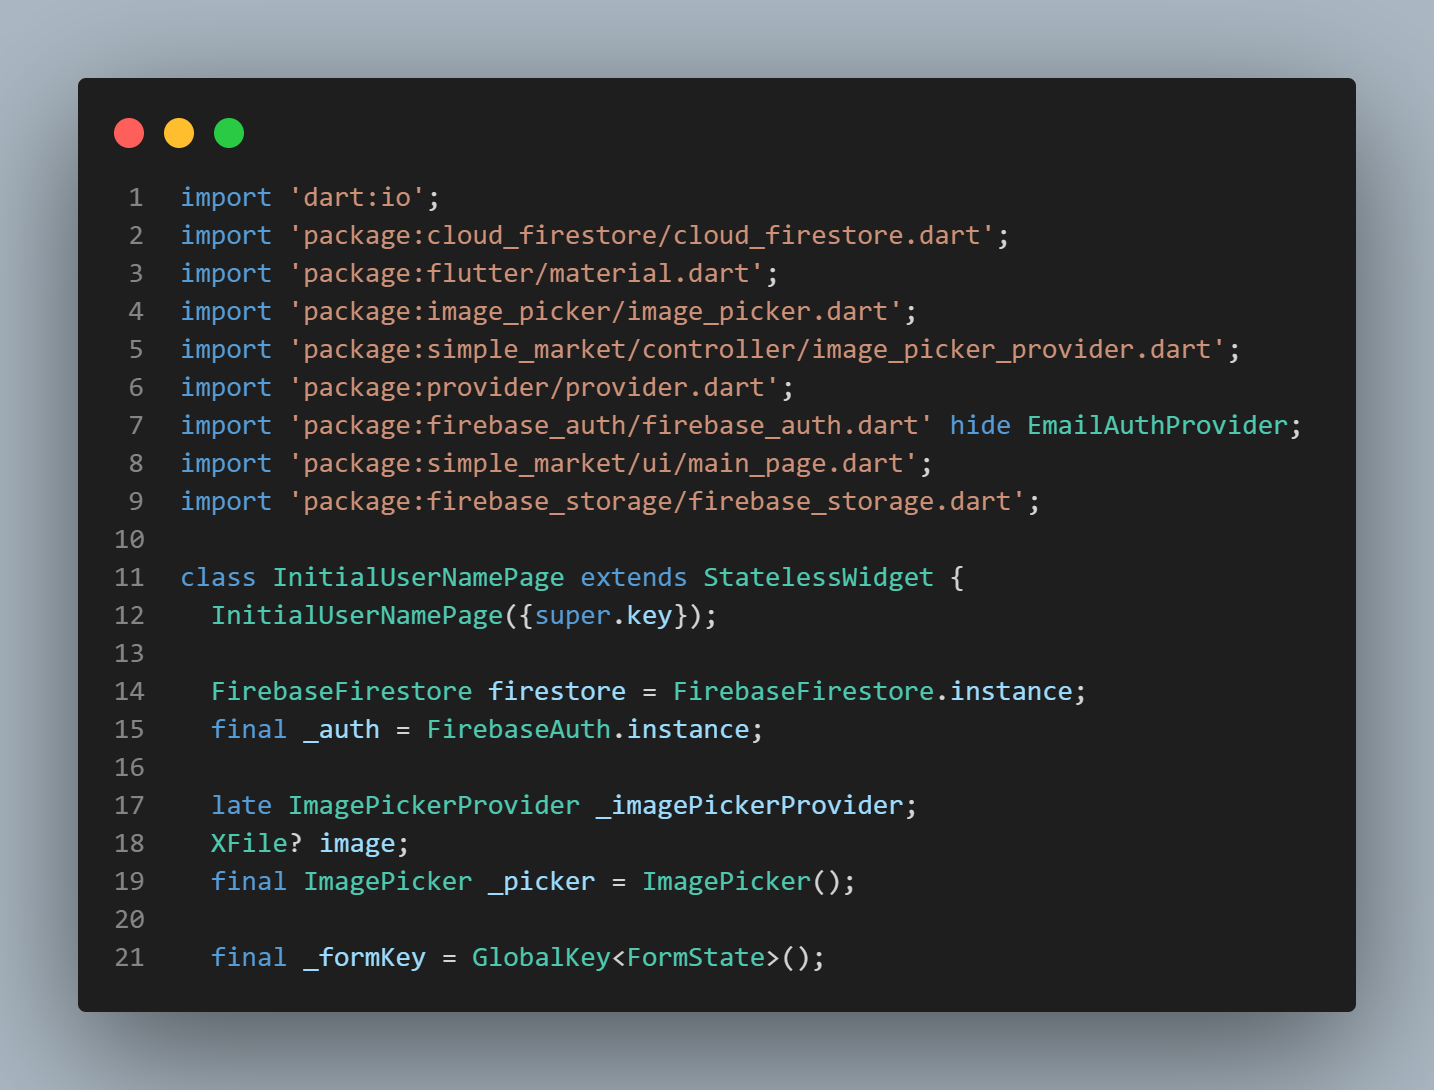 1 import 'dart:io';
2 import 'package:cloud_firestore/cloud_firestore.dart';
3 import 'package:flutter/material.dart';
4 import 'package:image_picker/image_picker.dart';
5 import 'package:simple_market/controller/image_picker_provider.dart';
6 import 'package:provider/provider.dart';
7 import 'package:firebase_auth/firebase_auth.dart' hide EmailAuthProvider;
8 import 'package:simple_market/ui/main_page.dart';
9 import 'package:firebase_storage/firebase_storage.dart';
10
11 class InitialUserNamePage extends StatelessWidget {
12   InitialUserNamePage({super.key});
13
14   FirebaseFirestore firestore = FirebaseFirestore.instance;
15   final _auth = FirebaseAuth.instance;
16
17   late ImagePickerProvider _imagePickerProvider;
18   XFile? image;
19   final ImagePicker _picker = ImagePicker();
20
21   final _formKey = GlobalKey<FormState>();